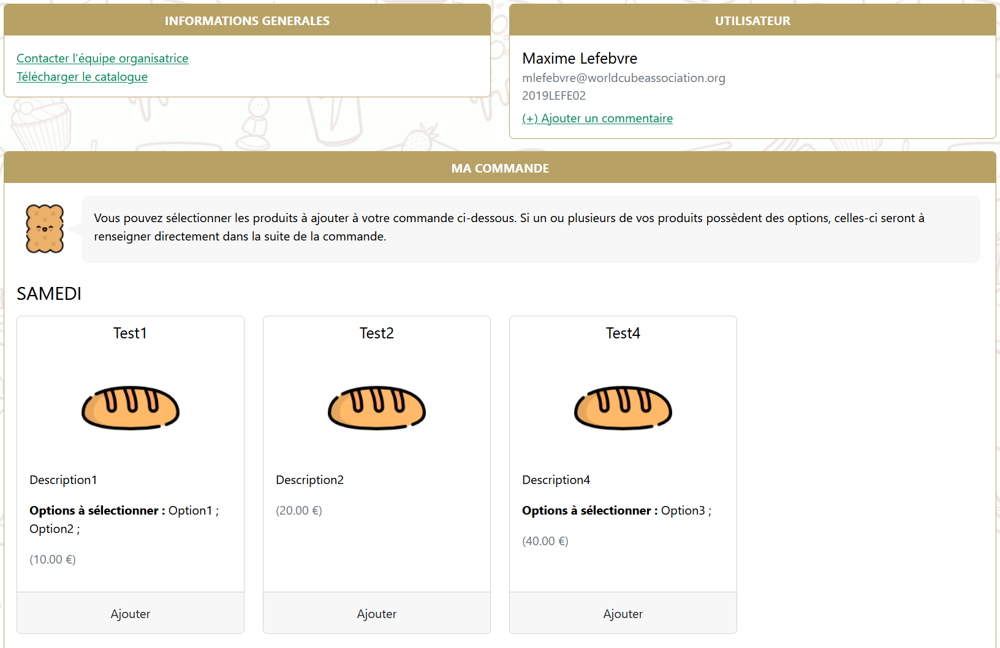 INFORMATIONS GENERALES
Contacter l'équipe organisatrice
Télécharger le catalogue
UTILISATEUR
Maxime Lefebvre
mlefebvre@worldcubeassociation.org
2019LEFE02
(+) Ajouter un commentaire
MA COMMANDE
Vous pouvez sélectionner les produits à ajouter à votre commande ci-dessous. Si un ou plusieurs de vos produits possèdent des options, celles-ci seront à
renseigner directement dans la suite de la commande.
SAMEDI
Test1
Description1
Options à sélectionner : Option1 ;
Option2 ;
(10.00 €)
Ajouter
Test2
Description2
(20.00 €)
Ajouter
Test4
Description4
Options à sélectionner : Option3 ;
(40.00 €)
Ajouter